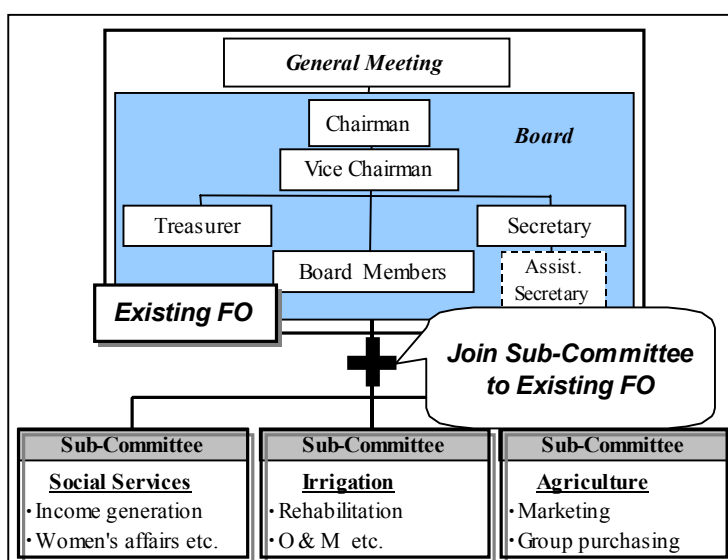 General Meeting
Chairman
Board
Vice Chairman
Treasurer
Secretary
Board Members
Assist.
Secretary
Existing FO
Join Sub-Committee
to Existing FO
Sub-Committee
Social Services
・Income generation
・Women's affairs etc.
Sub-Committee
Irrigation
・Rehabilitation
・O & M etc.
Sub-Committee
Agriculture
・Marketing
・Group purchasing